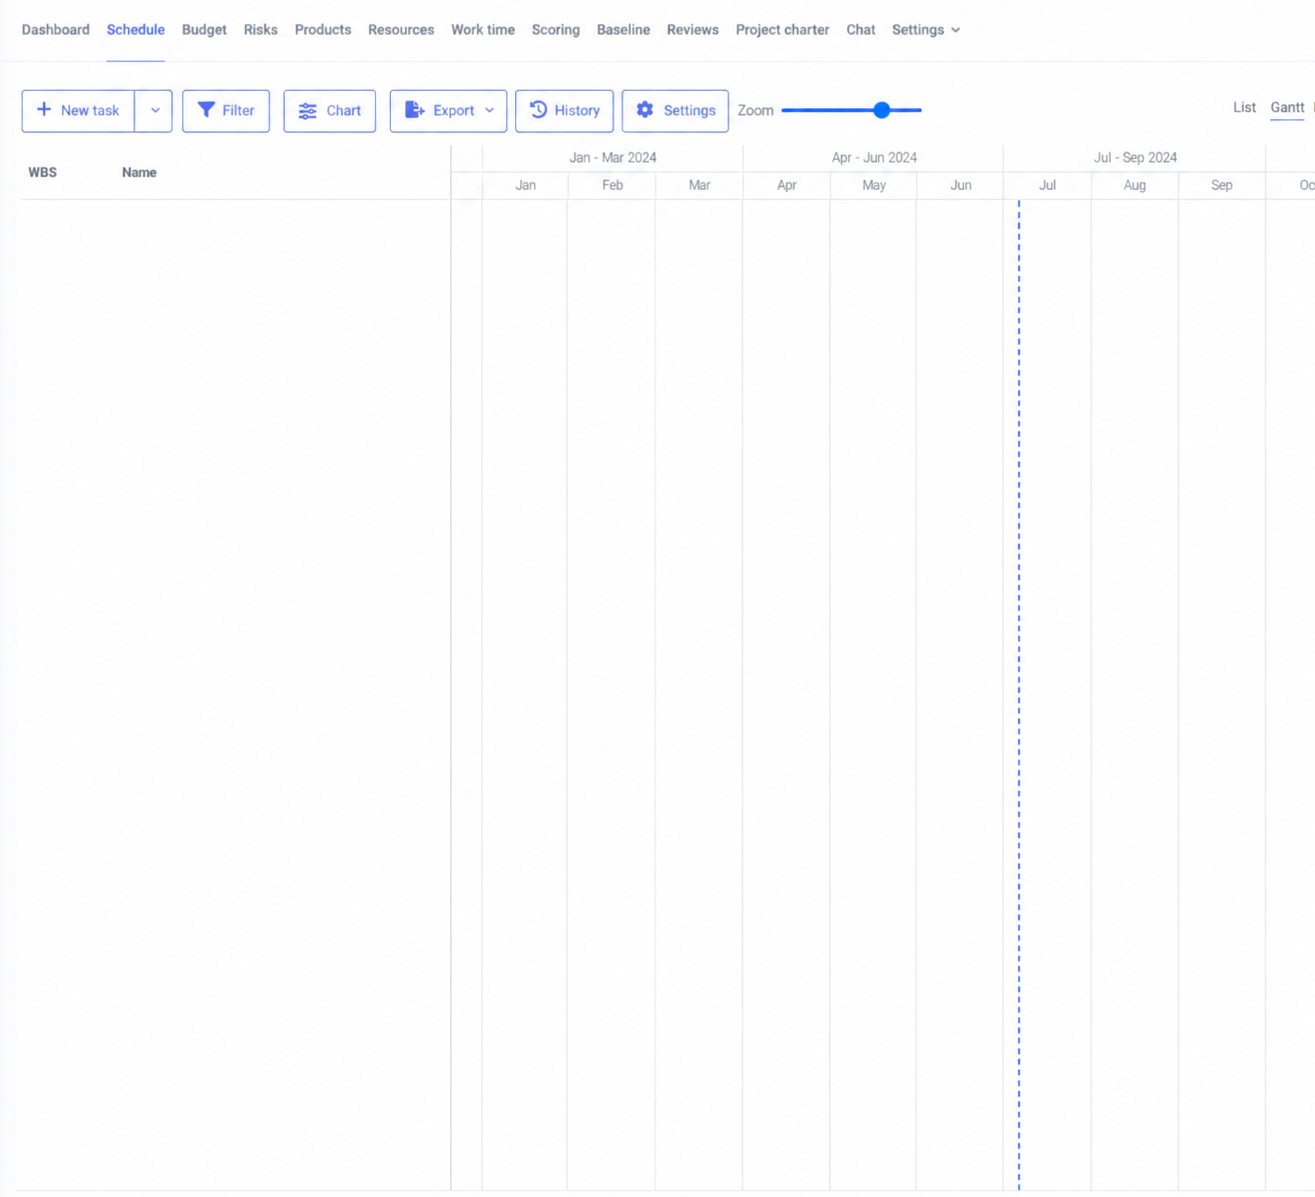 Dashboard Schedule Budget Risks Products Resources Work time Scoring Baseline Reviews Project charter Chat Settings
New task Filter Chart Export History Settings Zoom List Gantt
WBS Name
Jan - Mar 2024 Apr - Jun 2024 Jul - Sep 2024
Jan Feb Mar Apr May Jun Jul Aug Sep